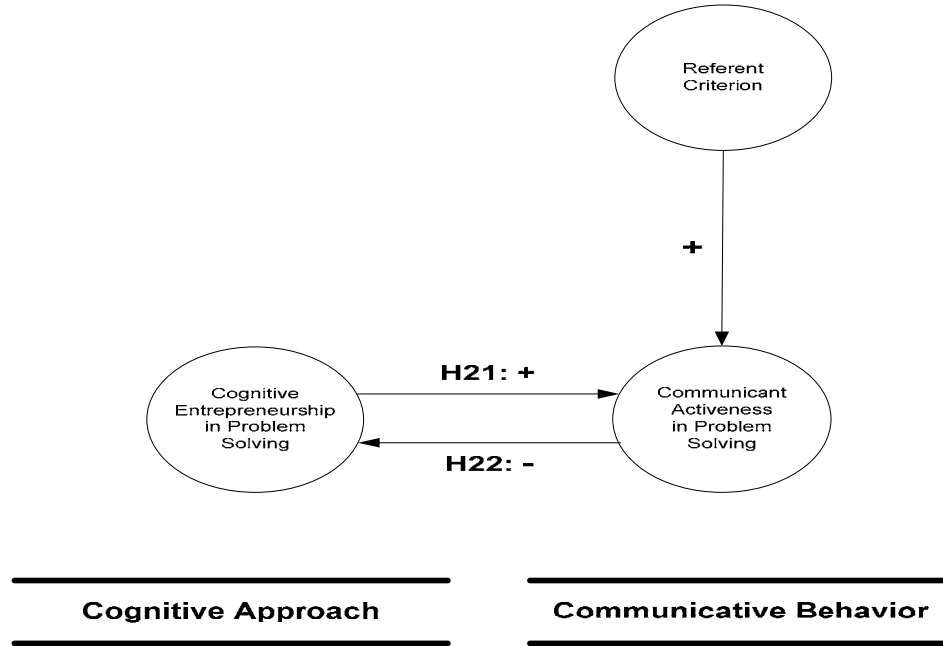 Referent
Criterion
+
H21: +
Cognitive
Entrepreneurship
in Problem
Solving
Communicant
Activeness
in Problem
Solving
H22: -
Cognitive Approach
Communicative Behavior